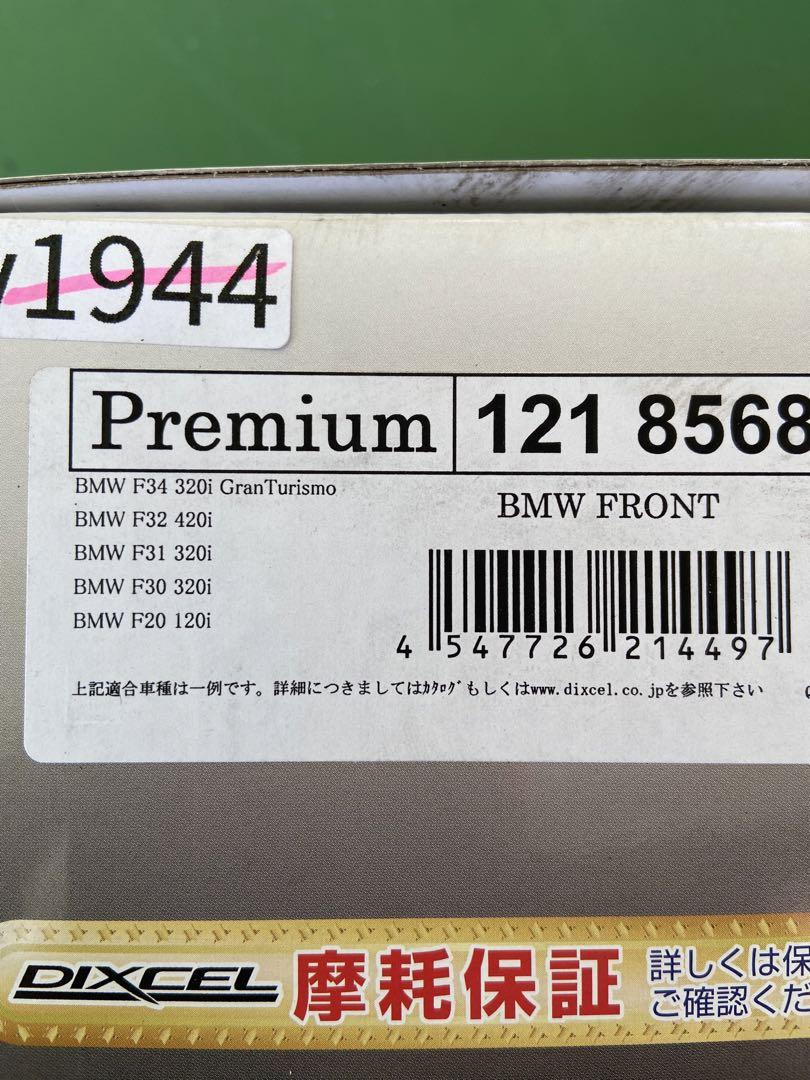 1944
Premium
121 8568
BMW F34 320i GranTurismo
BMW F32 420i
BMW F31 320i
BMW F30 320i
BMW F20 120i
BMW FRONT
4 547726 214497
上記適合車種は一例です。詳細につきましてはｶﾀﾛｸﾞもしくはwww.dixcel.co.jpを参照下さい
DIXCEL
摩耗保証
詳しくは保
ご確認くだ